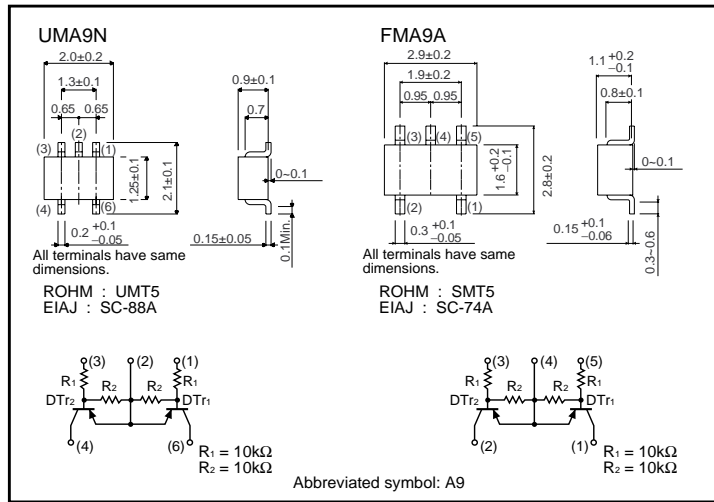 UMA9N
2.0±0.2
1.3±0.1
0.65 0.65
(2)
(3) (1)
1.25±0.1
2.1±0.1
(4) (6)
0.2 +0.1 −0.05
0.9±0.1
0.7
0~0.1
0.15±0.05
0.1Min.
All terminals have same
dimensions.
ROHM : UMT5
EIAJ : SC-88A
FMA9A
2.9±0.2
1.9±0.2
0.95 0.95
(3) (4) (5)
1.6 +0.2 −0.1
2.8±0.2
(2) (1)
0.3 +0.1 −0.05
1.1 +0.2 −0.1
0.8±0.1
0~0.1
0.15 +0.1 −0.06
0.3~0.6
All terminals have same
dimensions.
ROHM : SMT5
EIAJ : SC-74A
(3) (2) (1)
R1 R2 R2 R1
DTr2 DTr1
(4) (6)
R1 = 10kΩ
R2 = 10kΩ
(3) (4) (5)
R1 R2 R2 R1
DTr2 DTr1
(2) (1)
R1 = 10kΩ
R2 = 10kΩ
Abbreviated symbol: A9